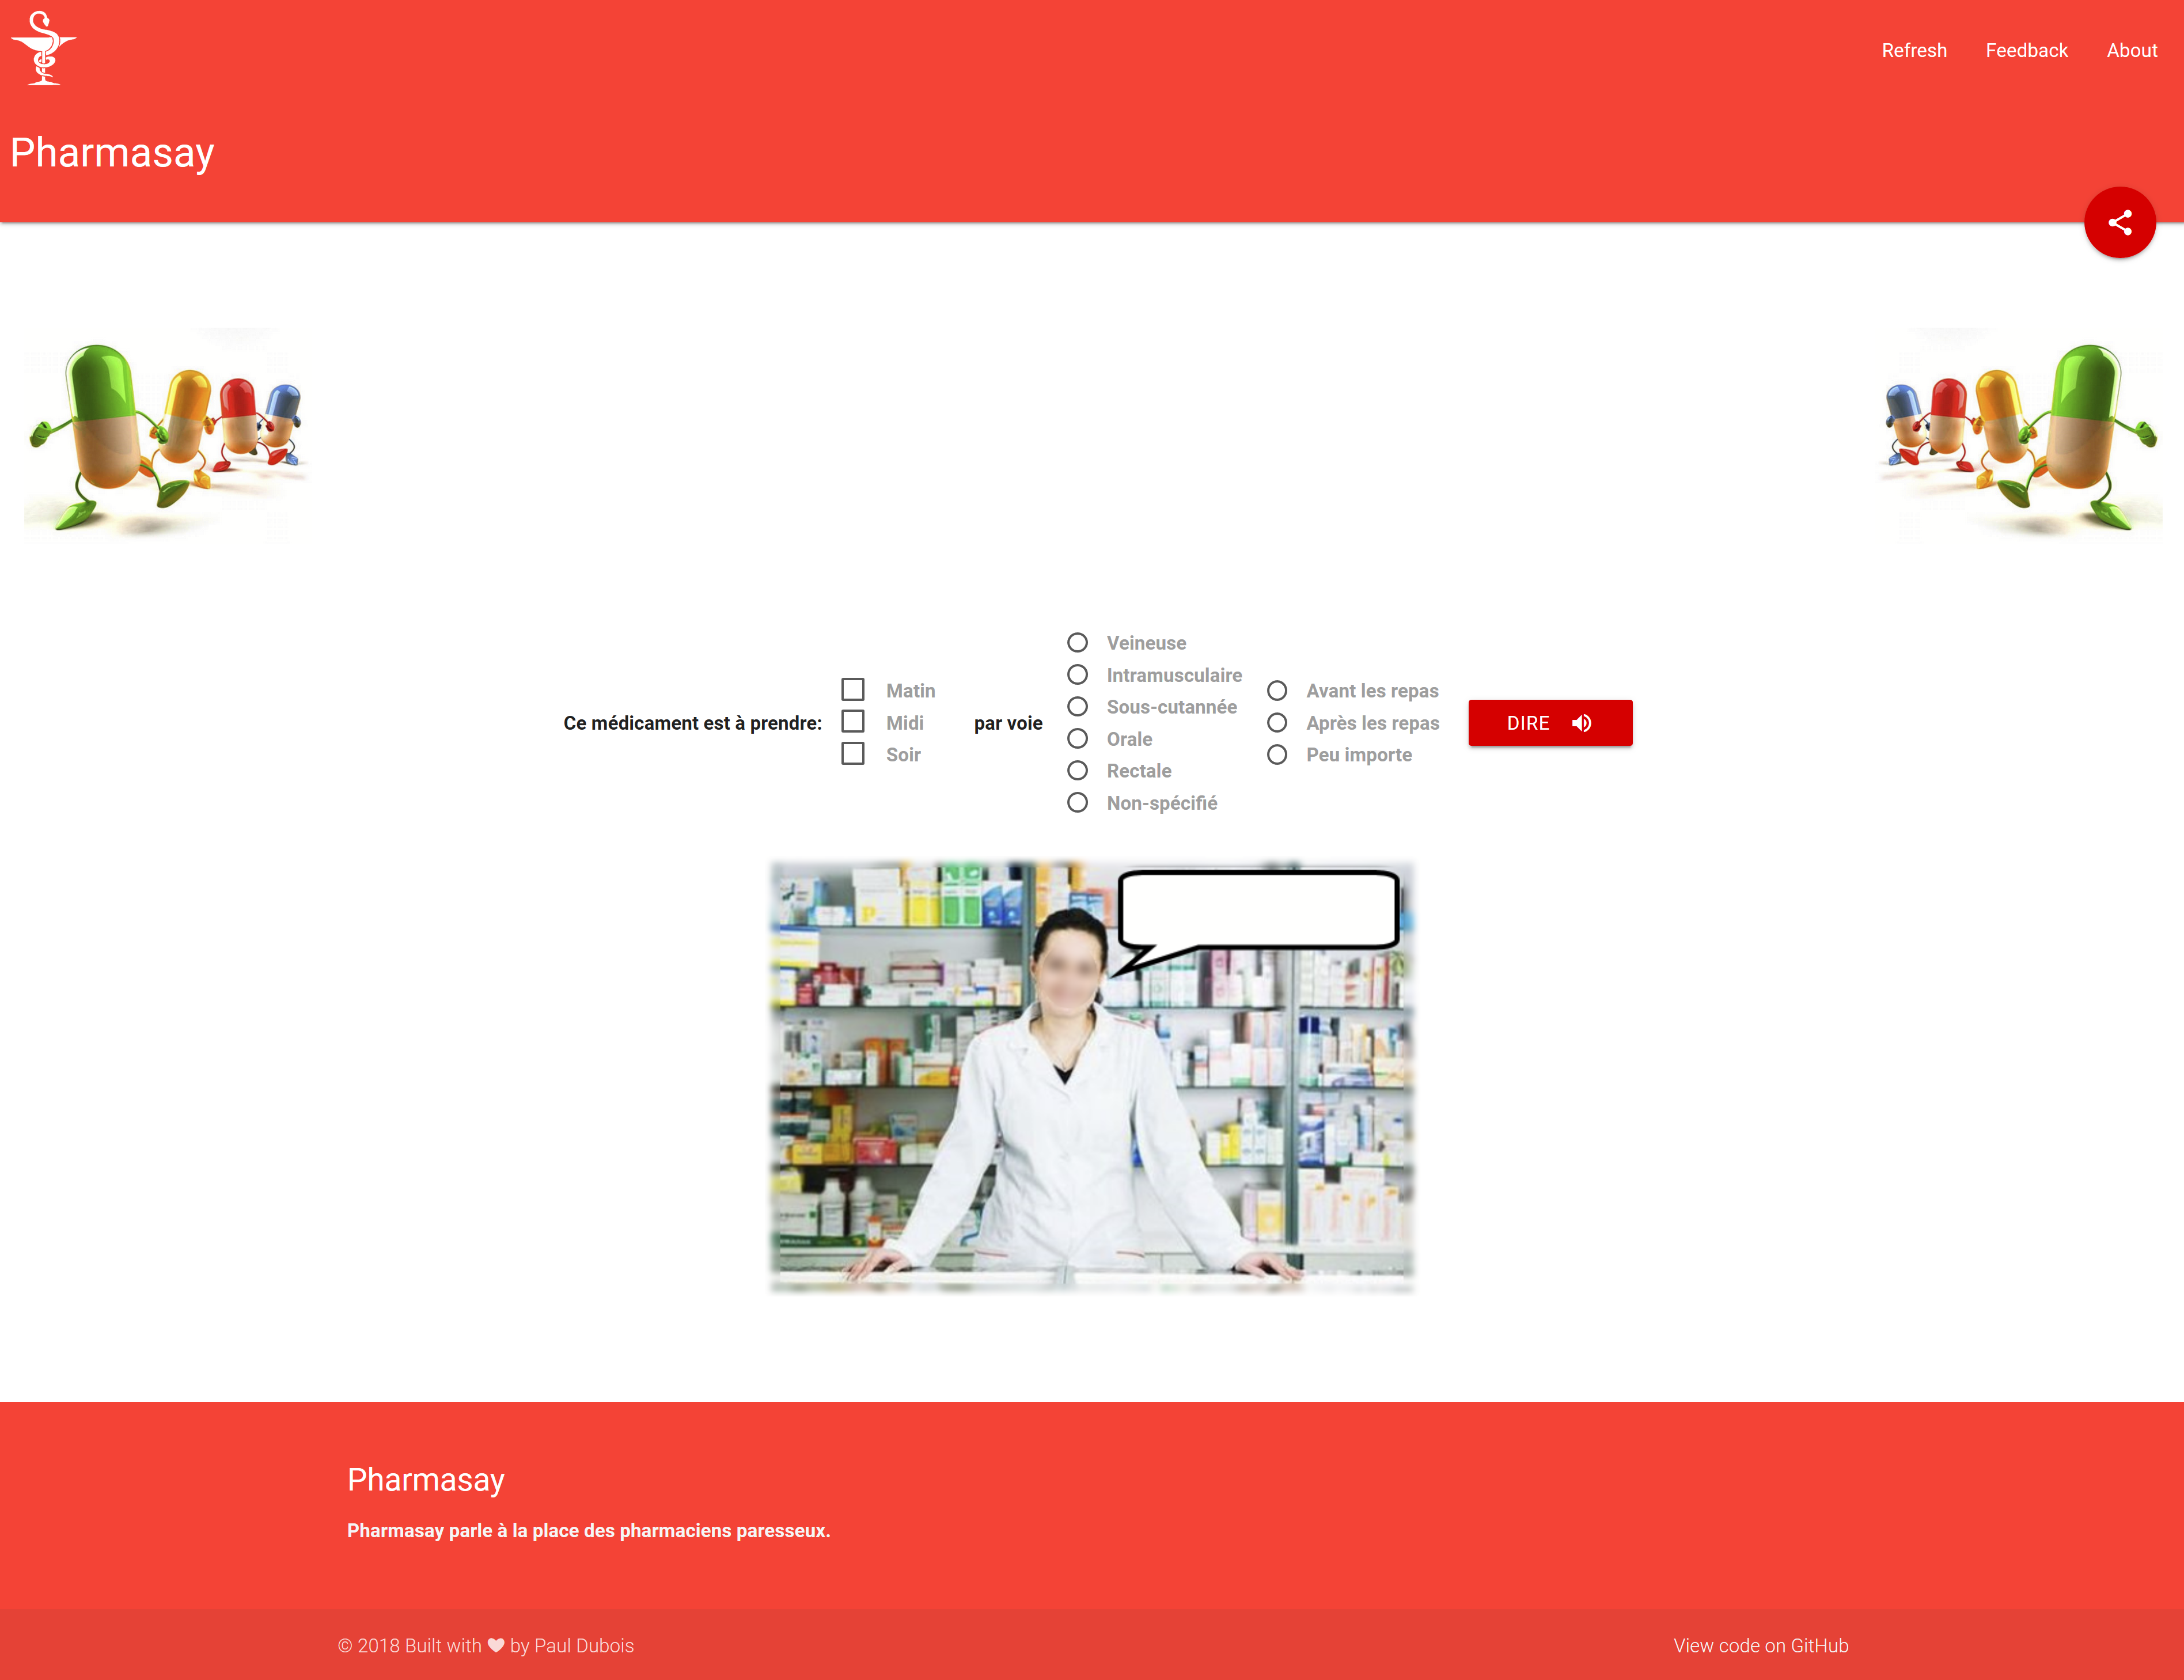 Refresh Feedback About
Pharmasay
Veineuse
Intramusculaire
Matin
Avant les repas
Sous-cutannée
Ce médicament est à prendre:
Midi
par voie
Après les repas
DIRE
Orale
Soir
Peu importe
Rectale
Non-spécifié
P
Pharmasay
Pharmasay parle à la place des pharmaciens paresseux.
© 2018 Built with ♥ by Paul Dubois
View code on GitHub